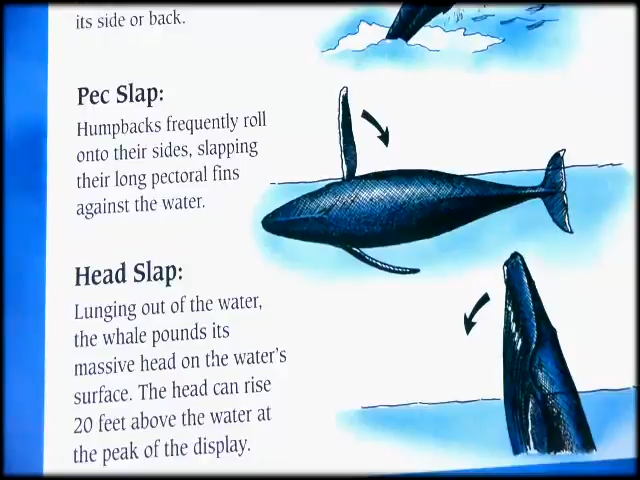 its side or back.
Pec Slap:
Humpbacks frequently roll
onto their sides, slapping
their long pectoral fins
against the water.
Head Slap:
Lunging out of the water,
the whale pounds its
massive head on the water's
surface. The head can rise
20 feet above the water at
the peak of the display.